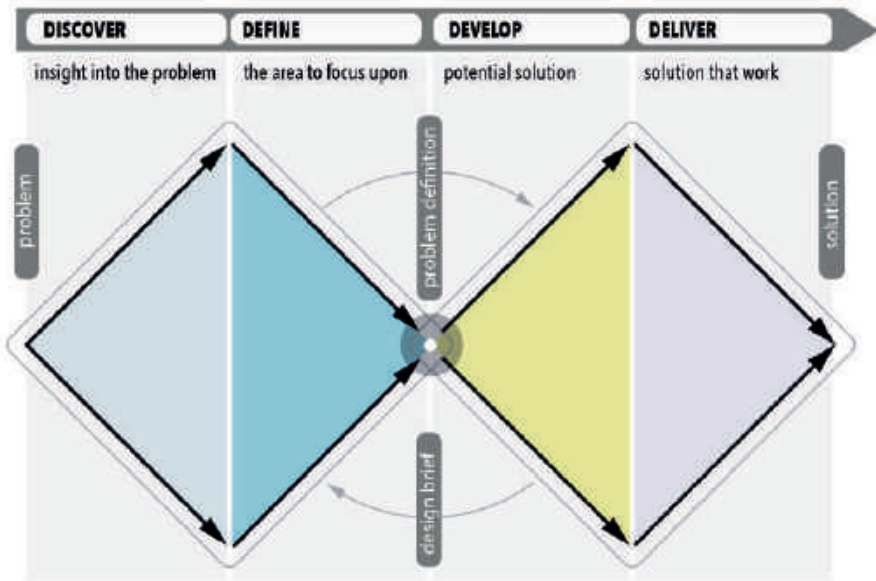 DISCOVER
DEFINE
DEVELOP
DELIVER
insight into the problem
the area to focus upon
potential solution
solution that work
problem
problem definition
solution
design brief